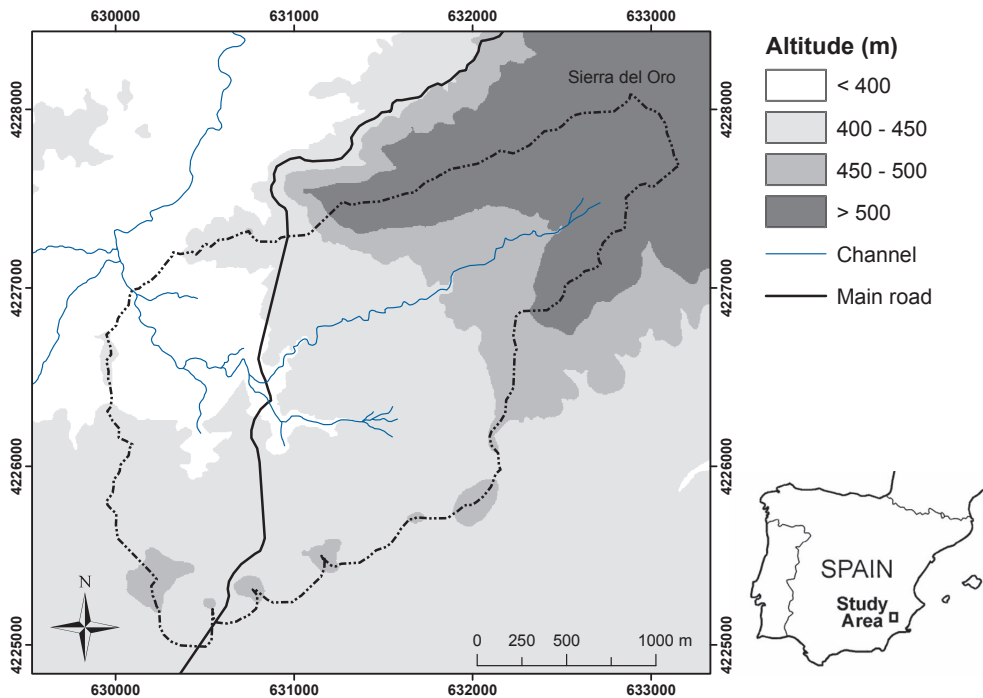 630000 631000 632000 633000
Sierra del Oro
4228000 4228000
4227000 4227000
4226000 4226000
4225000 4225000
N
0 250 500 1000 m
630000 631000 632000 633000
Altitude (m)
< 400
400 - 450
450 - 500
> 500
Channel
Main road
SPAIN
Study
Area